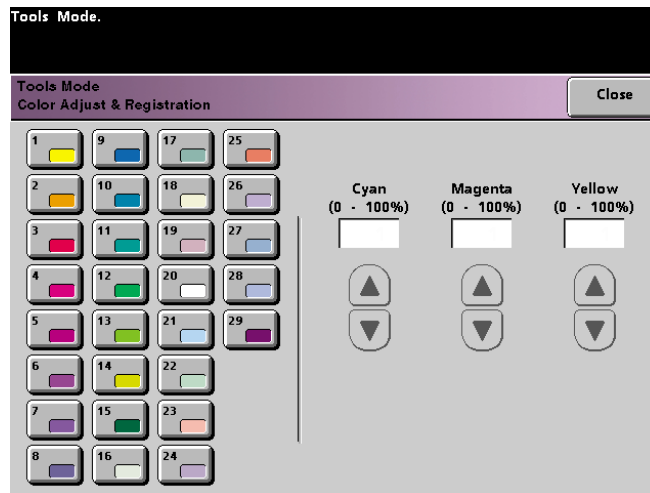 Tools Mode.
Tools Mode
Color Adjust & Registration
Close
1 9 17 25
2 10 18 26
3 11 19 27
4 12 20 28
5 13 21 29
6 14 22
7 15 23
8 16 24
Cyan Magenta Yellow
(0 - 100%) (0 - 100%) (0 - 100%)